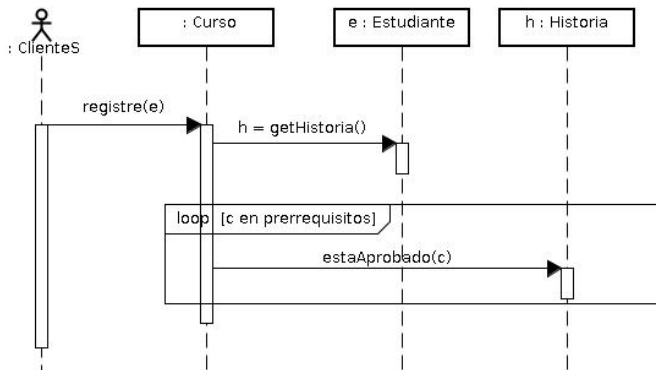 : ClienteS
: Curso
e : Estudiante
h : Historia
registre(e)
h = getHistoria()
loop [c en prerrequisitos]
estaAprobado(c)